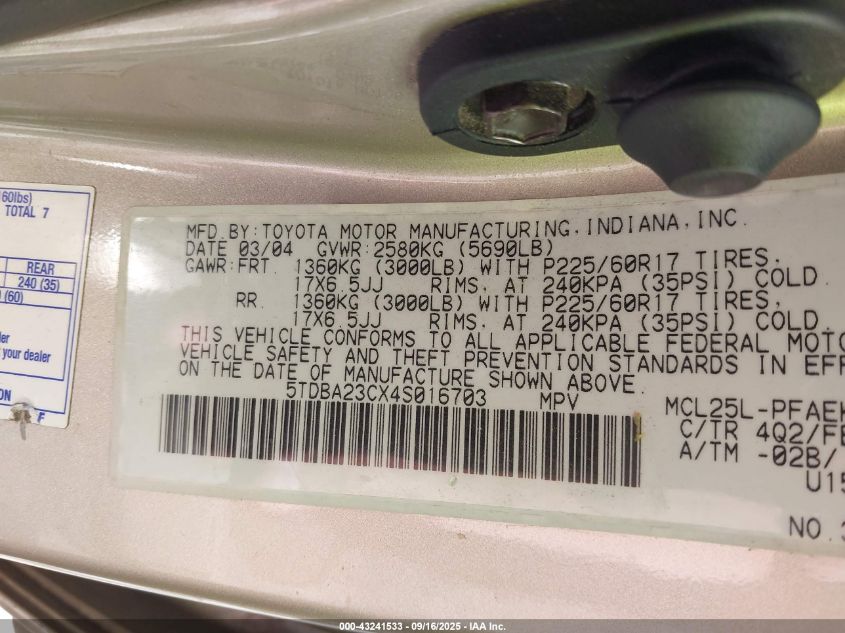 60lbs)
TOTAL 7
REAR
240 (35)
(60)
your dealer
F
MFD.BY:TOYOTA MOTOR MANUFACTURING,INDIANA,INC.
DATE 03/04 GVWR:2580KG (5690LB)
GAWR:FRT. 1360KG (3000LB) WITH P225/60R17 TIRES,
17X6.5JJ RIMS, AT 240KPA (35PSI) COLD.
RR. 1360KG (3000LB) WITH P225/60R17 TIRES,
17X6.5JJ RIMS, AT 240KPA (35PSI) COLD.
THIS VEHICLE CONFORMS TO ALL APPLICABLE FEDERAL MOTO
VEHICLE SAFETY AND THEFT PREVENTION STANDARDS IN EFF
ON THE DATE OF MANUFACTURE SHOWN ABOVE.
5TDBA23CX4S016703 MPV
MCL25L-PFAEK
C/TR 4Q2/FE
A/TM -02B/
U15
NO.
000-43241533 - 09/16/2025 - IAA Inc.